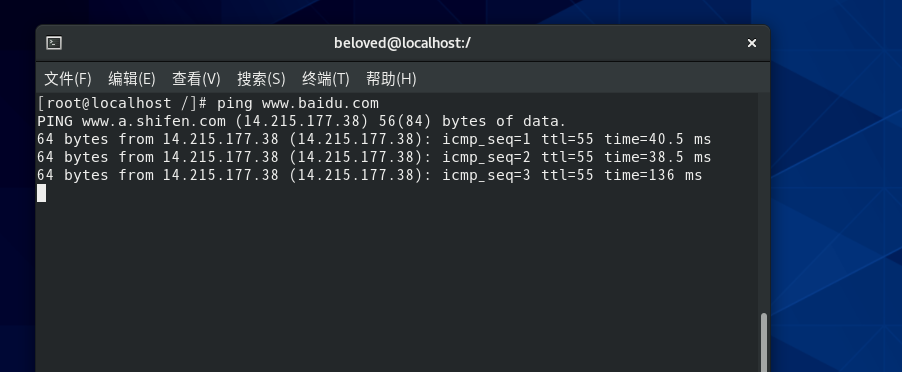 beloved@localhost:/
文件(F) 编辑(E) 查看(V) 搜索(S) 终端(T) 帮助(H)
[root@localhost /]# ping www.baidu.com
PING www.a.shifen.com (14.215.177.38) 56(84) bytes of data.
64 bytes from 14.215.177.38 (14.215.177.38): icmp_seq=1 ttl=55 time=40.5 ms
64 bytes from 14.215.177.38 (14.215.177.38): icmp_seq=2 ttl=55 time=38.5 ms
64 bytes from 14.215.177.38 (14.215.177.38): icmp_seq=3 ttl=55 time=136 ms